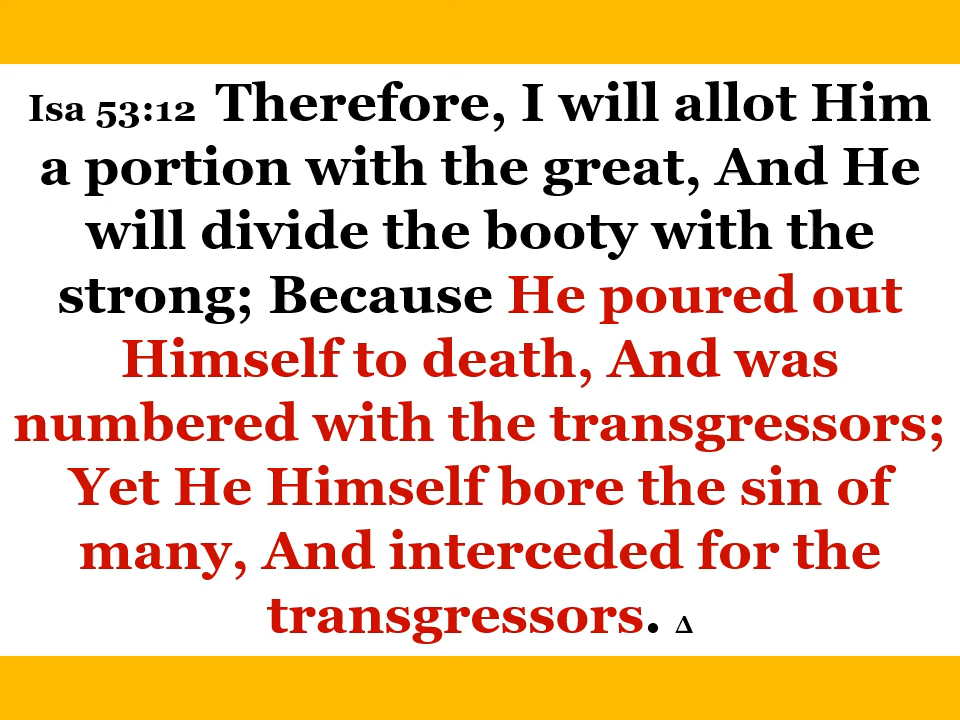 Isa 53:12 Therefore, I will allot Him
a portion with the great, And He
will divide the booty with the
strong; Because He poured out
Himself to death, And was
numbered with the transgressors;
Yet He Himself bore the sin of
many, And interceded for the
transgressors. Δ